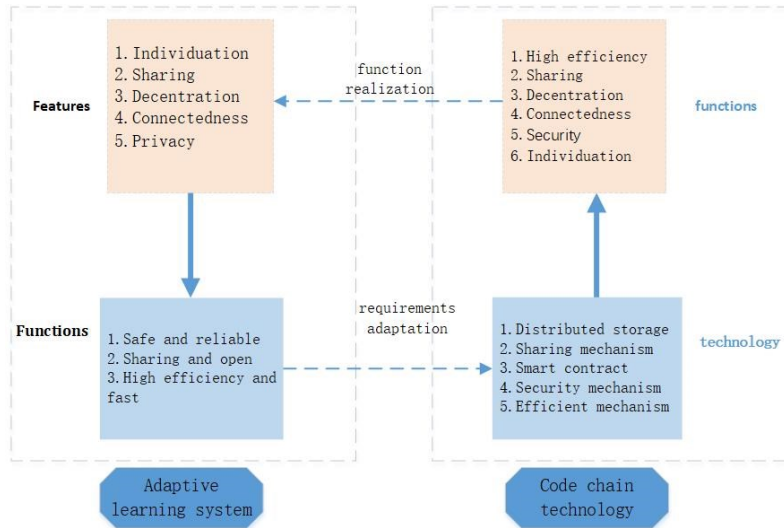 Features
1. Individuation
2. Sharing
3. Decentration
4. Connectedness
5. Privacy
function
realization
1. High efficiency
2. Sharing
3. Decentration
4. Connectedness
5. Security
6. Individuation
functions
Functions
1. Safe and reliable
2. Sharing and open
3. High efficiency and
fast
requirements
adaptation
1. Distributed storage
2. Sharing mechanism
3. Smart contract
4. Security mechanism
5. Efficient mechanism
technology
Adaptive
learning system
Code chain
technology